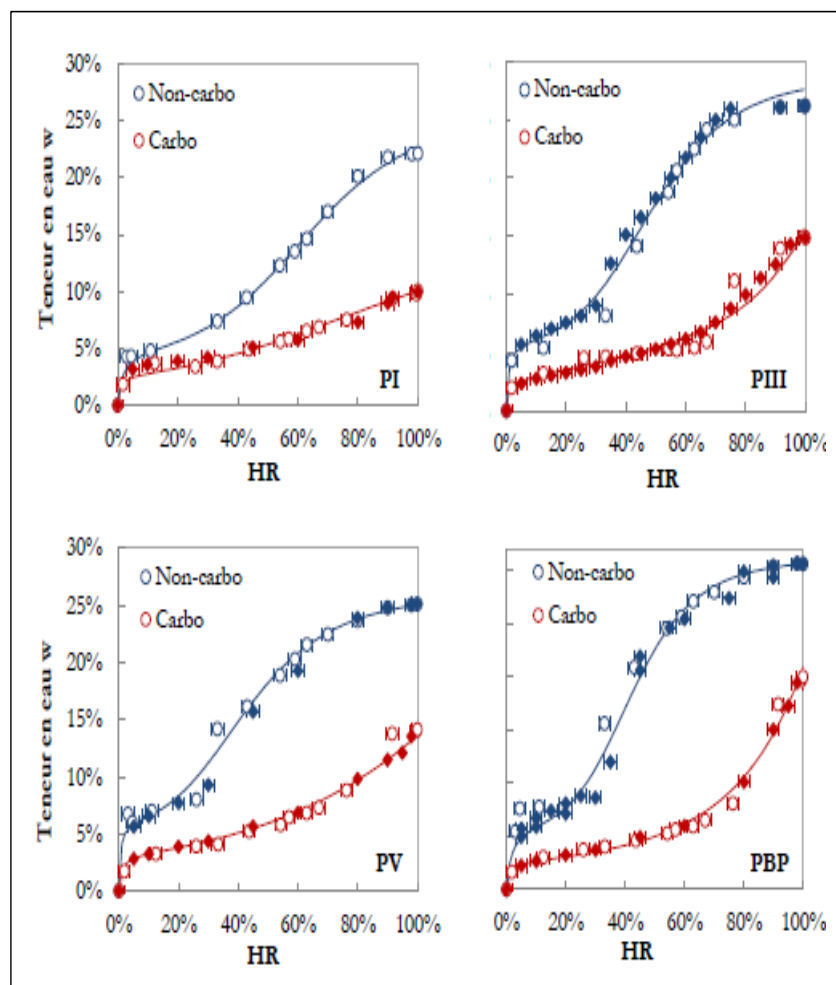 30%
25%
20%
15%
10%
5%
0%
Teneur en eau w
Non-carbo
Carbo
PI
0% 20% 40% 60% 80% 100%
HR
Non-carbo
Carbo
PIII
0% 20% 40% 60% 80% 100%
HR
30%
25%
20%
15%
10%
5%
0%
Teneur en eau w
Non-carbo
Carbo
PV
0% 20% 40% 60% 80% 100%
HR
Non-carbo
Carbo
PBP
0% 20% 40% 60% 80% 100%
HR